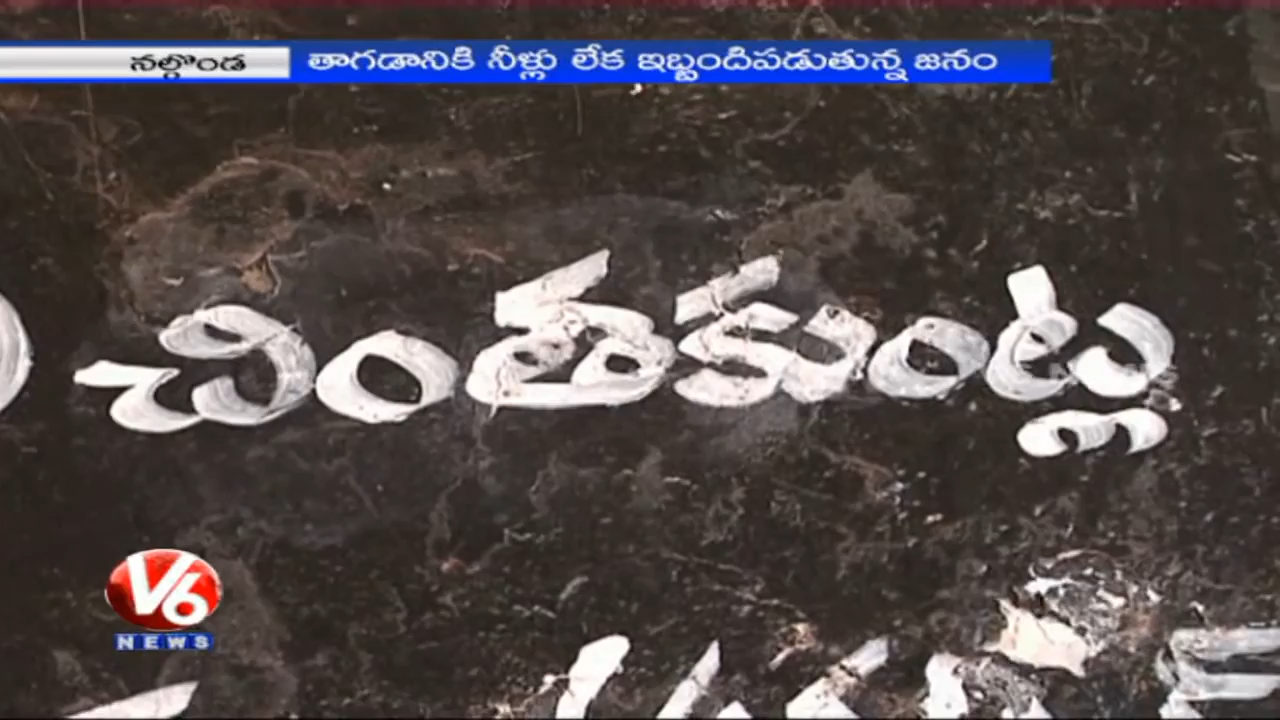 నల్గొండ
తాగడానికి నీళ్లు లేక ఇబ్బందిపడుతున్న జనం
చింతకుంట్ల
V6
NEWS